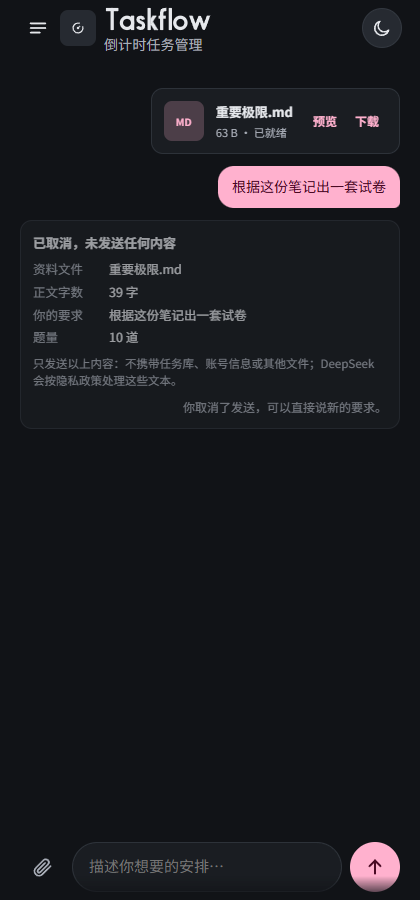 Taskflow
倒计时任务管理
MD
重要极限.md
63 B · 已就绪
预览
下载
根据这份笔记出一套试卷
已取消，未发送任何内容
资料文件 重要极限.md
正文字数 39 字
你的要求 根据这份笔记出一套试卷
题量 10 道
只发送以上内容：不携带任务库、账号信息或其他文件；DeepSeek
会按隐私政策处理这些文本。
你取消了发送，可以直接说新的要求。
描述你想要的安排…